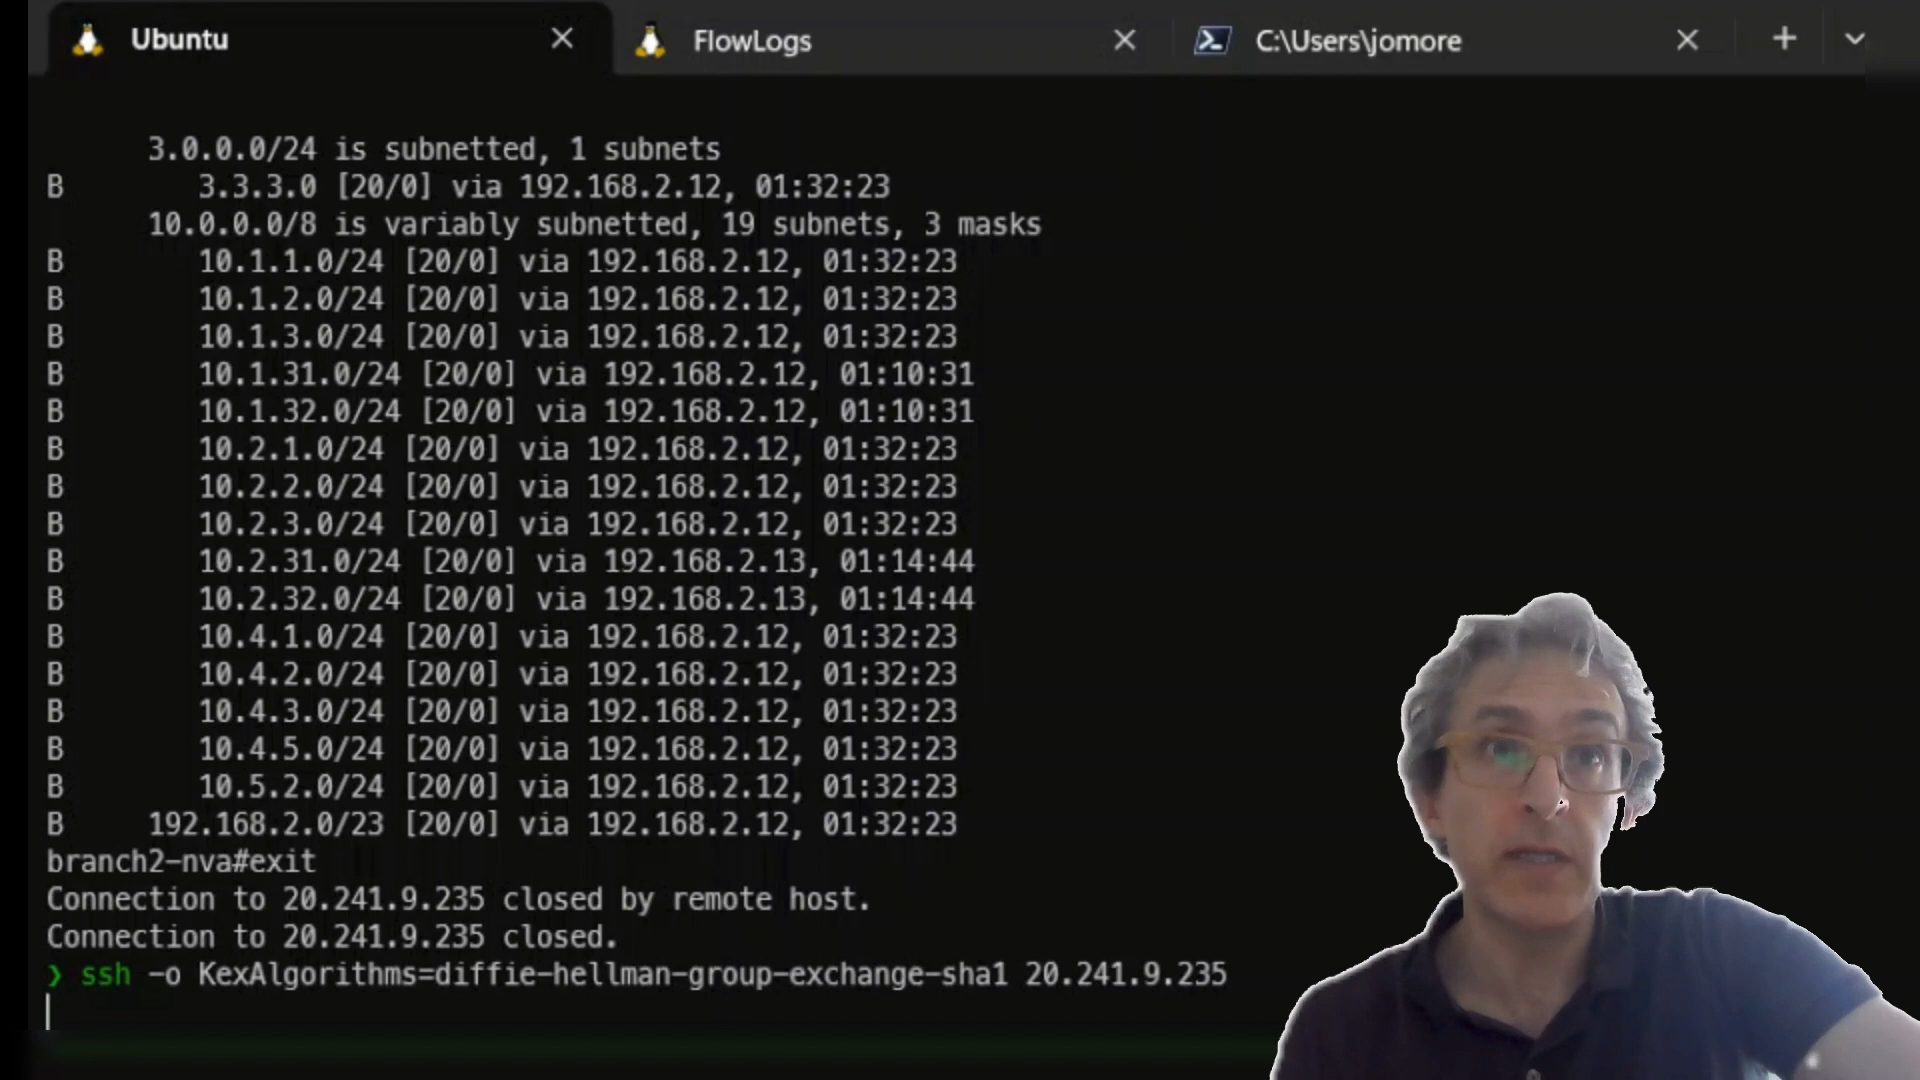 Ubuntu
FlowLogs
C:\Users\jomore
3.0.0.0/24 is subnetted, 1 subnets
B 3.3.3.0 [20/0] via 192.168.2.12, 01:32:23
10.0.0.0/8 is variably subnetted, 19 subnets, 3 masks
B 10.1.1.0/24 [20/0] via 192.168.2.12, 01:32:23
B 10.1.2.0/24 [20/0] via 192.168.2.12, 01:32:23
B 10.1.3.0/24 [20/0] via 192.168.2.12, 01:32:23
B 10.1.31.0/24 [20/0] via 192.168.2.12, 01:10:31
B 10.1.32.0/24 [20/0] via 192.168.2.12, 01:10:31
B 10.2.1.0/24 [20/0] via 192.168.2.12, 01:32:23
B 10.2.2.0/24 [20/0] via 192.168.2.12, 01:32:23
B 10.2.3.0/24 [20/0] via 192.168.2.12, 01:32:23
B 10.2.31.0/24 [20/0] via 192.168.2.13, 01:14:44
B 10.2.32.0/24 [20/0] via 192.168.2.13, 01:14:44
B 10.4.1.0/24 [20/0] via 192.168.2.12, 01:32:23
B 10.4.2.0/24 [20/0] via 192.168.2.12, 01:32:23
B 10.4.3.0/24 [20/0] via 192.168.2.12, 01:32:23
B 10.4.5.0/24 [20/0] via 192.168.2.12, 01:32:23
B 10.5.2.0/24 [20/0] via 192.168.2.12, 01:32:23
B 192.168.2.0/23 [20/0] via 192.168.2.12, 01:32:23
branch2-nva#exit
Connection to 20.241.9.235 closed by remote host.
Connection to 20.241.9.235 closed.
❯ ssh -o KexAlgorithms=diffie-hellman-group-exchange-sha1 20.241.9.235